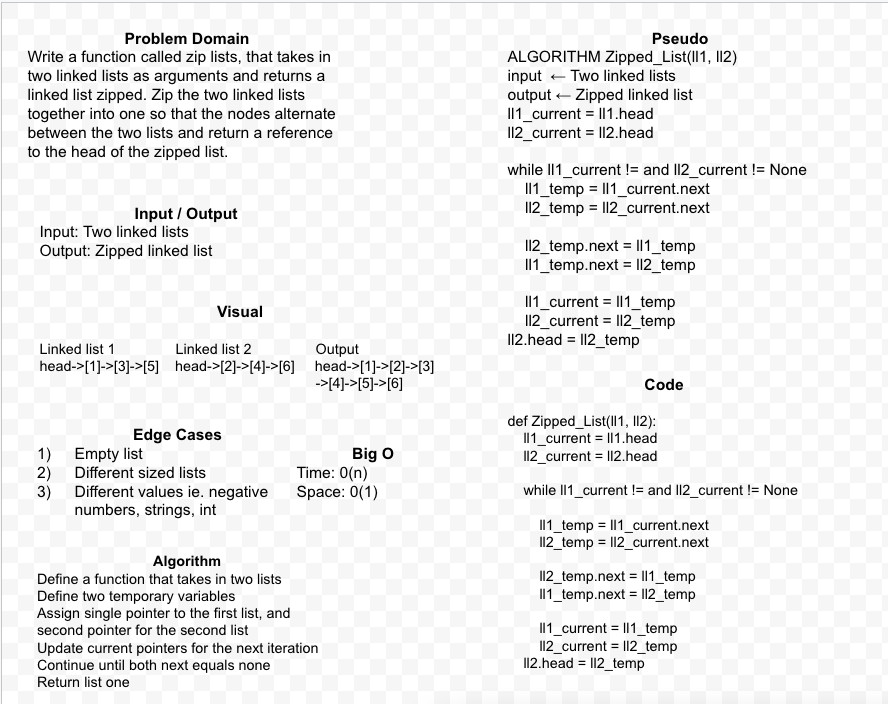 Problem Domain
Write a function called zip lists, that takes in
two linked lists as arguments and returns a
linked list zipped. Zip the two linked lists
together into one so that the nodes alternate
between the two lists and return a reference
to the head of the zipped list.
Input / Output
Input: Two linked lists
Output: Zipped linked list
Visual
Linked list 1 Linked list 2 Output
head->[1]->[3]->[5] head->[2]->[4]->[6] head->[1]->[2]->[3]
->[4]->[5]->[6]
Edge Cases
1) Empty list
2) Different sized lists
3) Different values ie. negative
numbers, strings, int
Big O
Time: 0(n)
Space: 0(1)
Algorithm
Define a function that takes in two lists
Define two temporary variables
Assign single pointer to the first list, and
second pointer for the second list
Update current pointers for the next iteration
Continue until both next equals none
Return list one
Pseudo
ALGORITHM Zipped_List(ll1, ll2)
input ← Two linked lists
output ← Zipped linked list
ll1_current = ll1.head
ll2_current = ll2.head
while ll1_current != and ll2_current != None
ll1_temp = ll1_current.next
ll2_temp = ll2_current.next
ll2_temp.next = ll1_temp
ll1_temp.next = ll2_temp
ll1_current = ll1_temp
ll2_current = ll2_temp
ll2.head = ll2_temp
Code
def Zipped_List(ll1, ll2):
ll1_current = ll1.head
ll2_current = ll2.head
while ll1_current != and ll2_current != None
ll1_temp = ll1_current.next
ll2_temp = ll2_current.next
ll2_temp.next = ll1_temp
ll1_temp.next = ll2_temp
ll1_current = ll1_temp
ll2_current = ll2_temp
ll2.head = ll2_temp